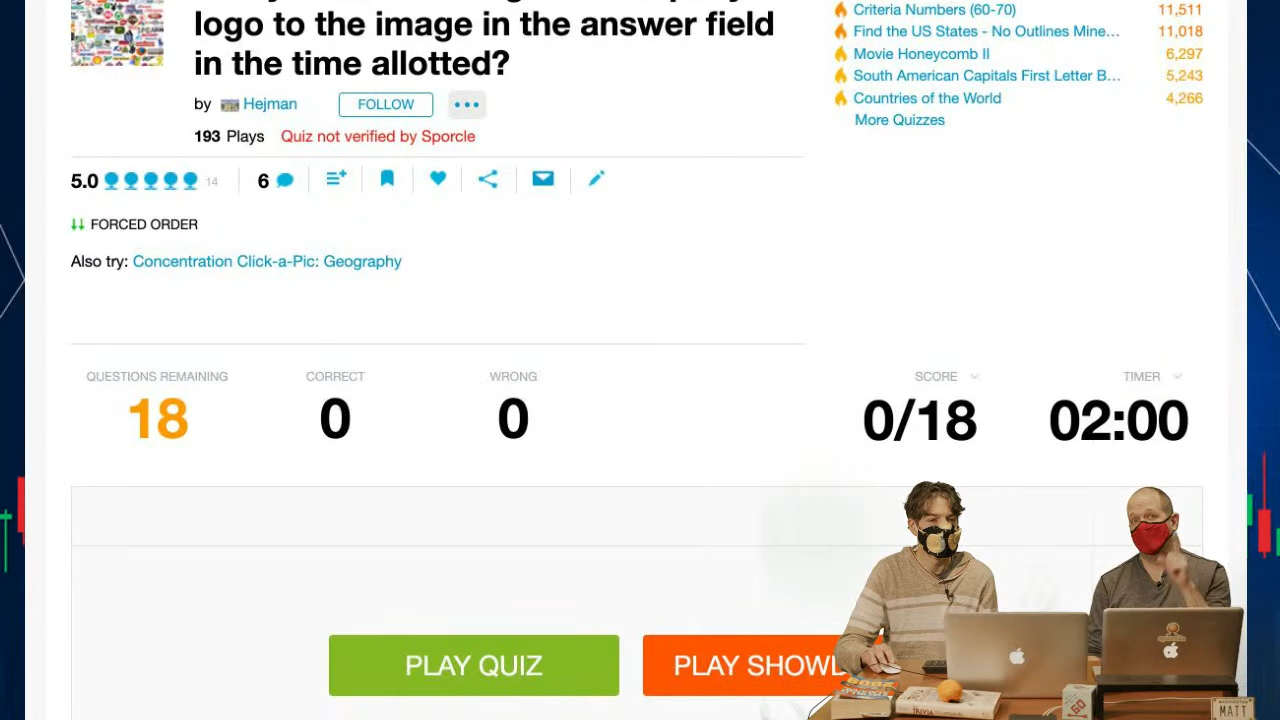 logo to the image in the answer field
in the time allotted?
by Hejman FOLLOW
193 Plays Quiz not verified by Sporcle
5.0 14 6
FORCED ORDER
Also try: Concentration Click-a-Pic: Geography
Criteria Numbers (60-70) 11,511
Find the US States - No Outlines Mine... 11,018
Movie Honeycomb II 6,297
South American Capitals First Letter B... 5,243
Countries of the World 4,266
More Quizzes
QUESTIONS REMAINING CORRECT WRONG SCORE TIMER
18 0 0 0/18 02:00
PLAY QUIZ PLAY SHOWD
TRIVIA
MATT